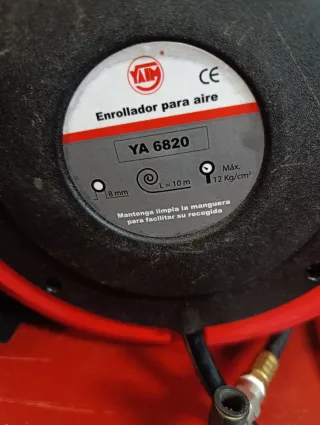 YAIM
CE
Enrollador para aire
YA 6820
8 mm
L = 10 m
Máx.
12 Kg/cm²
Mantenga limpia la manguera
para facilitar su recogida